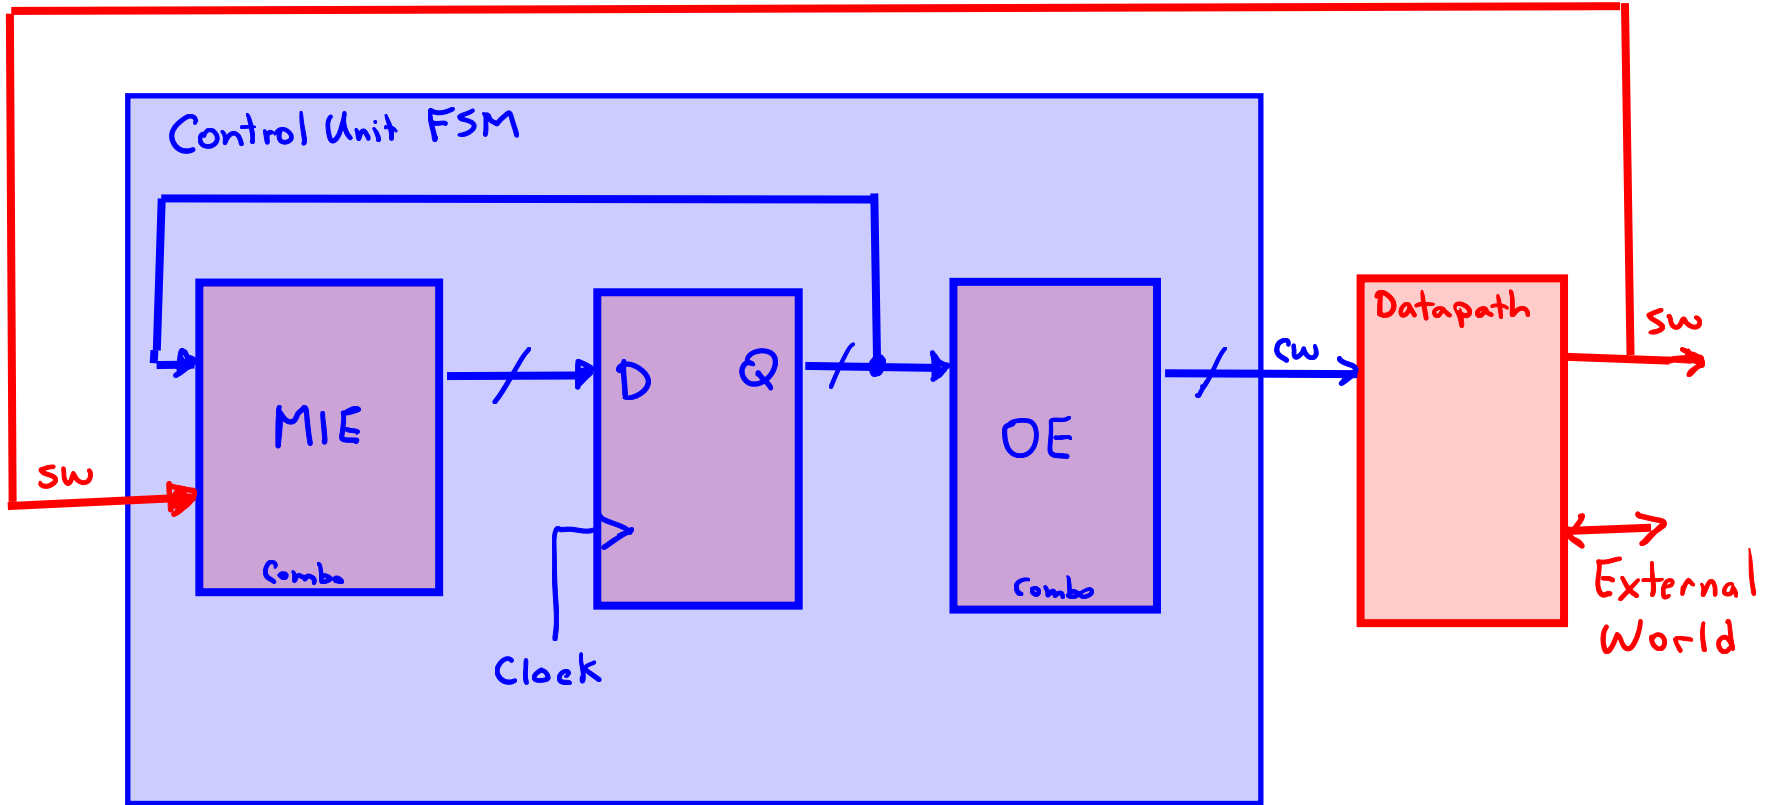 Control Unit FSM
Datapath
sw
cw
D
Q
MIE
OE
sw
Combo
Combo
External
World
Clock